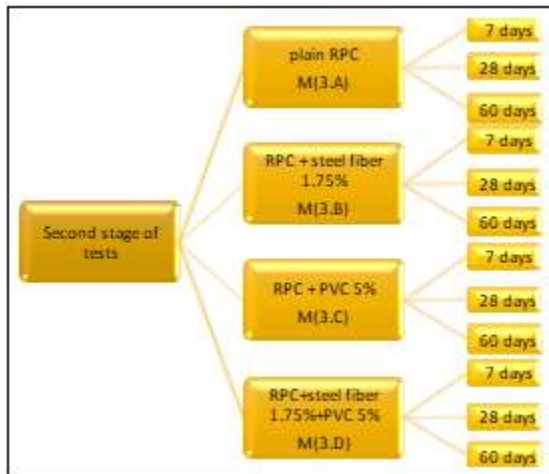 Second stage of
tests
plain RPC
M(3.A)
7 days
28 days
60 days
RPC + steel fiber
1.75%
M(3.B)
7 days
28 days
60 days
RPC + PVC 5%
M(3.C)
7 days
28 days
60 days
RPC+steel fiber
1.75%+PVC 5%
M(3.D)
7 days
28 days
60 days